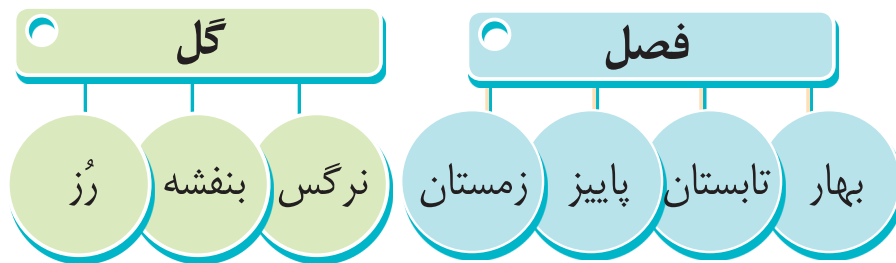 فصل
گل
بهار تابستان پاییز زمستان
نرگس بنفشه رُز